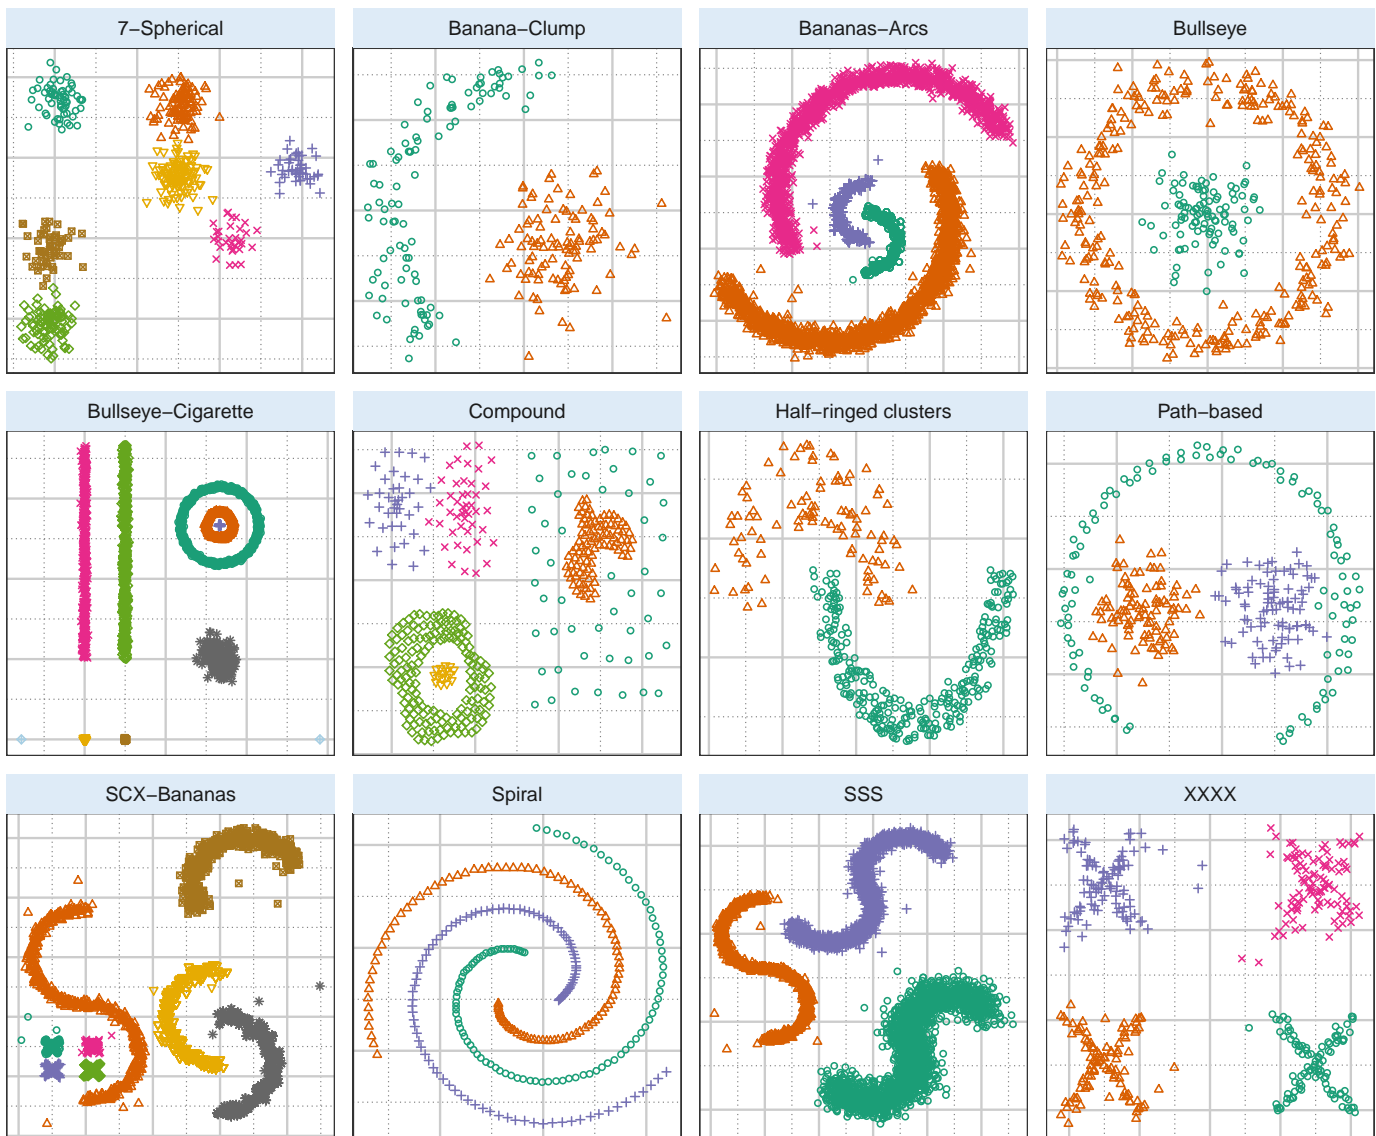 7−Spherical
Banana−Clump
Bananas−Arcs
Bullseye
Bullseye−Cigarette
Compound
Half−ringed clusters
Path−based
SCX−Bananas
Spiral
SSS
XXXX